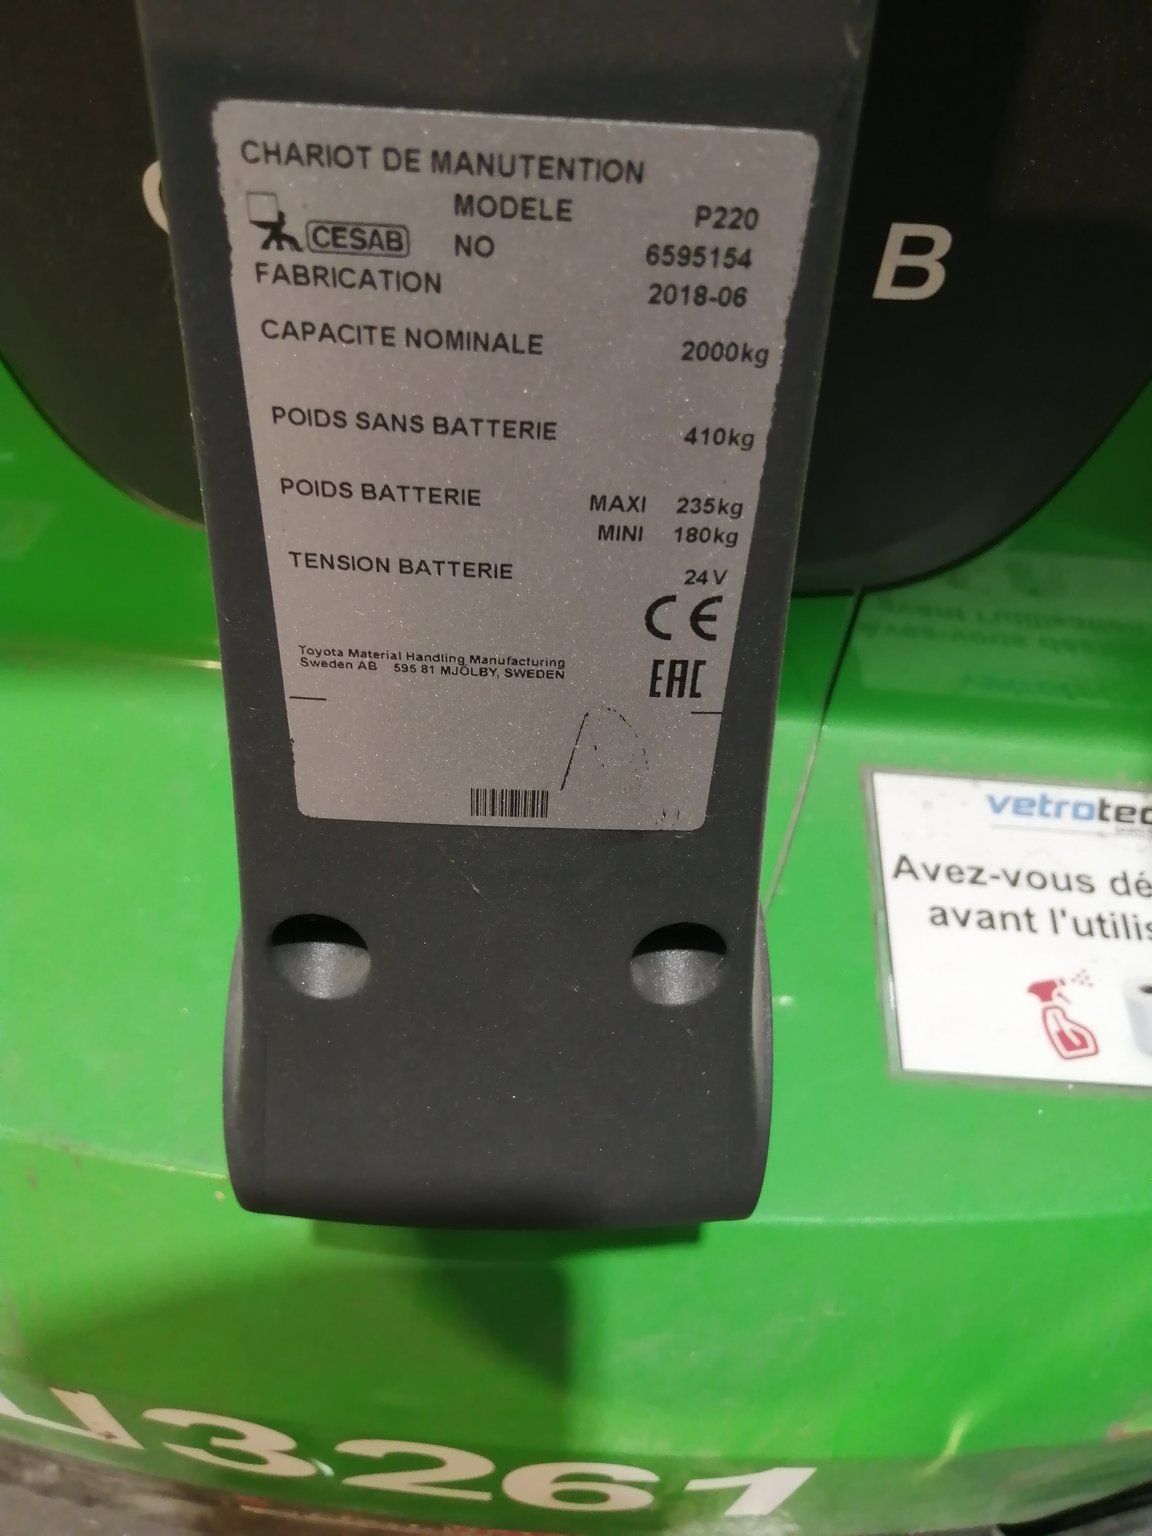 CHARIOT DE MANUTENTION
MODELE P220
CESAB NO 6595154
FABRICATION 2018-06
CAPACITE NOMINALE 2000kg
POIDS SANS BATTERIE 410kg
POIDS BATTERIE MAXI 235kg
MINI 180kg
TENSION BATTERIE 24V
CE
EAC
Toyota Material Handling Manufacturing
Sweden AB 595 81 MJÖLBY, SWEDEN
B
vetrotec
Avez-vous dé
avant l'utilis
43261